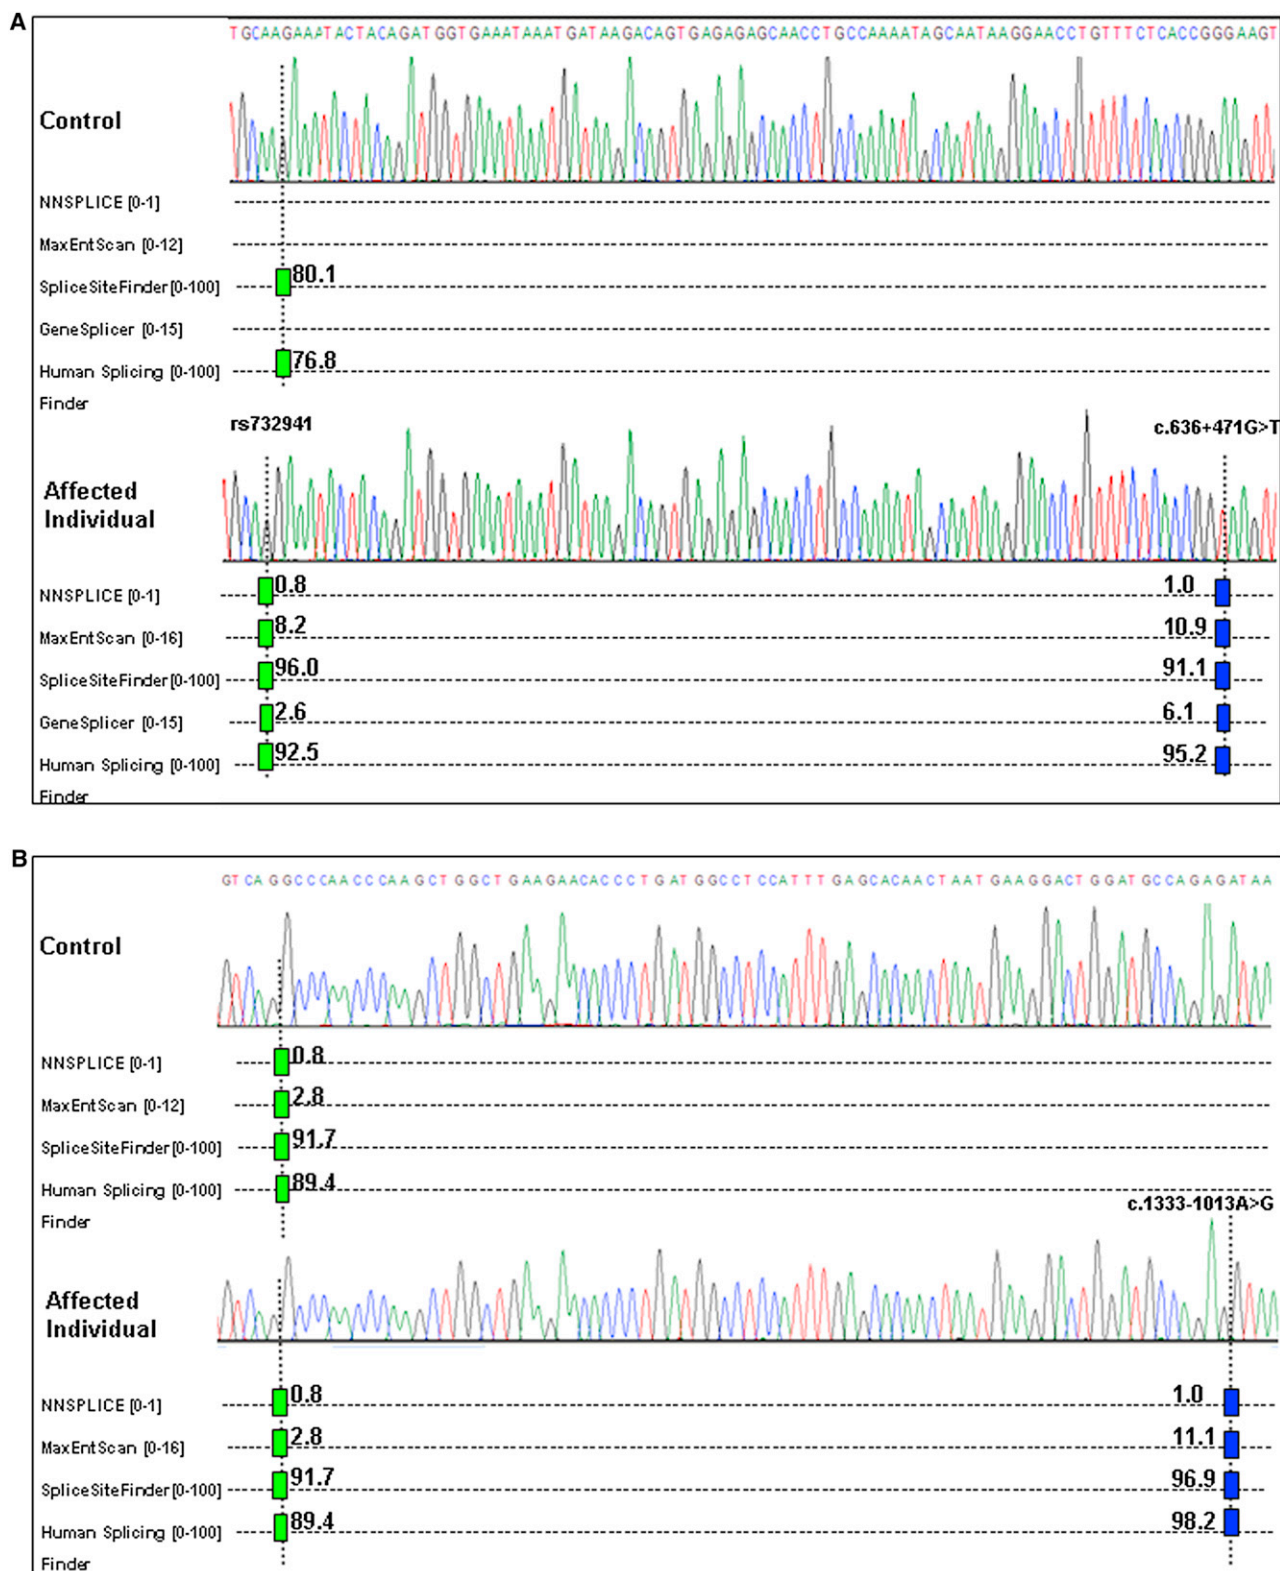 A
TGCAAGAAATACTACAGATGGTGAAATAAATGATAAGACAGTGAGAGAGCAACCTGCCAAAATAGCAATAAGGAACCTGTTTCTCACCGGGAAGT
Control
NNSPLICE [0-1]
MaxEntScan [0-12]
SpliceSiteFinder[0-100] 80.1
GeneSplicer [0-15]
Human Splicing [0-100] 76.8
Finder
rs732941 c.636+471G>T
Affected
Individual
NNSPLICE [0-1] 0.8 1.0
MaxEntScan [0-16] 8.2 10.9
SpliceSiteFinder[0-100] 96.0 91.1
GeneSplicer [0-15] 2.6 6.1
Human Splicing [0-100] 92.5 95.2
Finder
B
GTCAGGCCCAACCCAAGCTGGCTGAAGAACACCCTGATGGCCTCCATTTGAGCACAACTAATGAAGGACTGGATGCCAGAGATAA
Control
NNSPLICE [0-1] 0.8
MaxEntScan [0-12] 2.8
SpliceSiteFinder[0-100] 91.7
Human Splicing [0-100] 89.4
Finder
c.1333-1013A>G
Affected
Individual
NNSPLICE [0-1] 0.8 1.0
MaxEntScan [0-16] 2.8 11.1
SpliceSiteFinder[0-100] 91.7 96.9
Human Splicing [0-100] 89.4 98.2
Finder